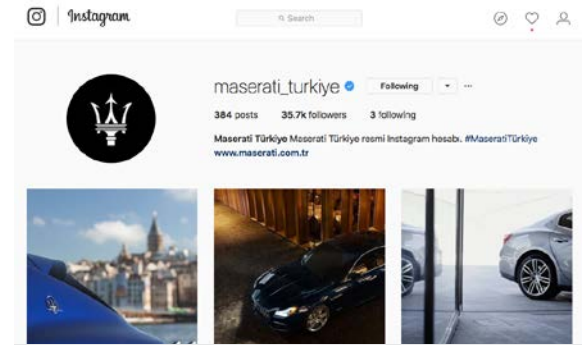 Instagram
Search
maserati_turkiye Following
384 posts 35.7k followers 3 following
Maserati Türkiye Maserati Türkiye resmi Instagram hesabı. #MaseratiTürkiye
www.maserati.com.tr